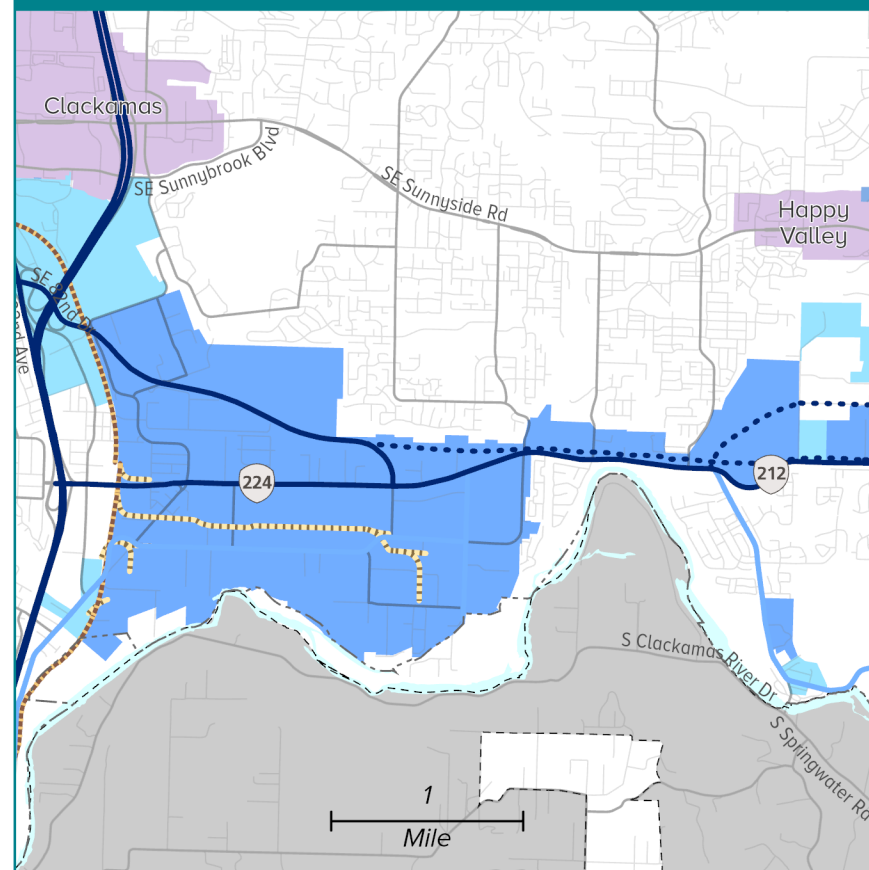 Clackamas
SE Sunnybrook Blvd
SE Sunnyside Rd
Happy
Valley
SE 82nd Dr
Ave
224
212
S Clackamas River Dr
S Springwater Rd
1
Mile